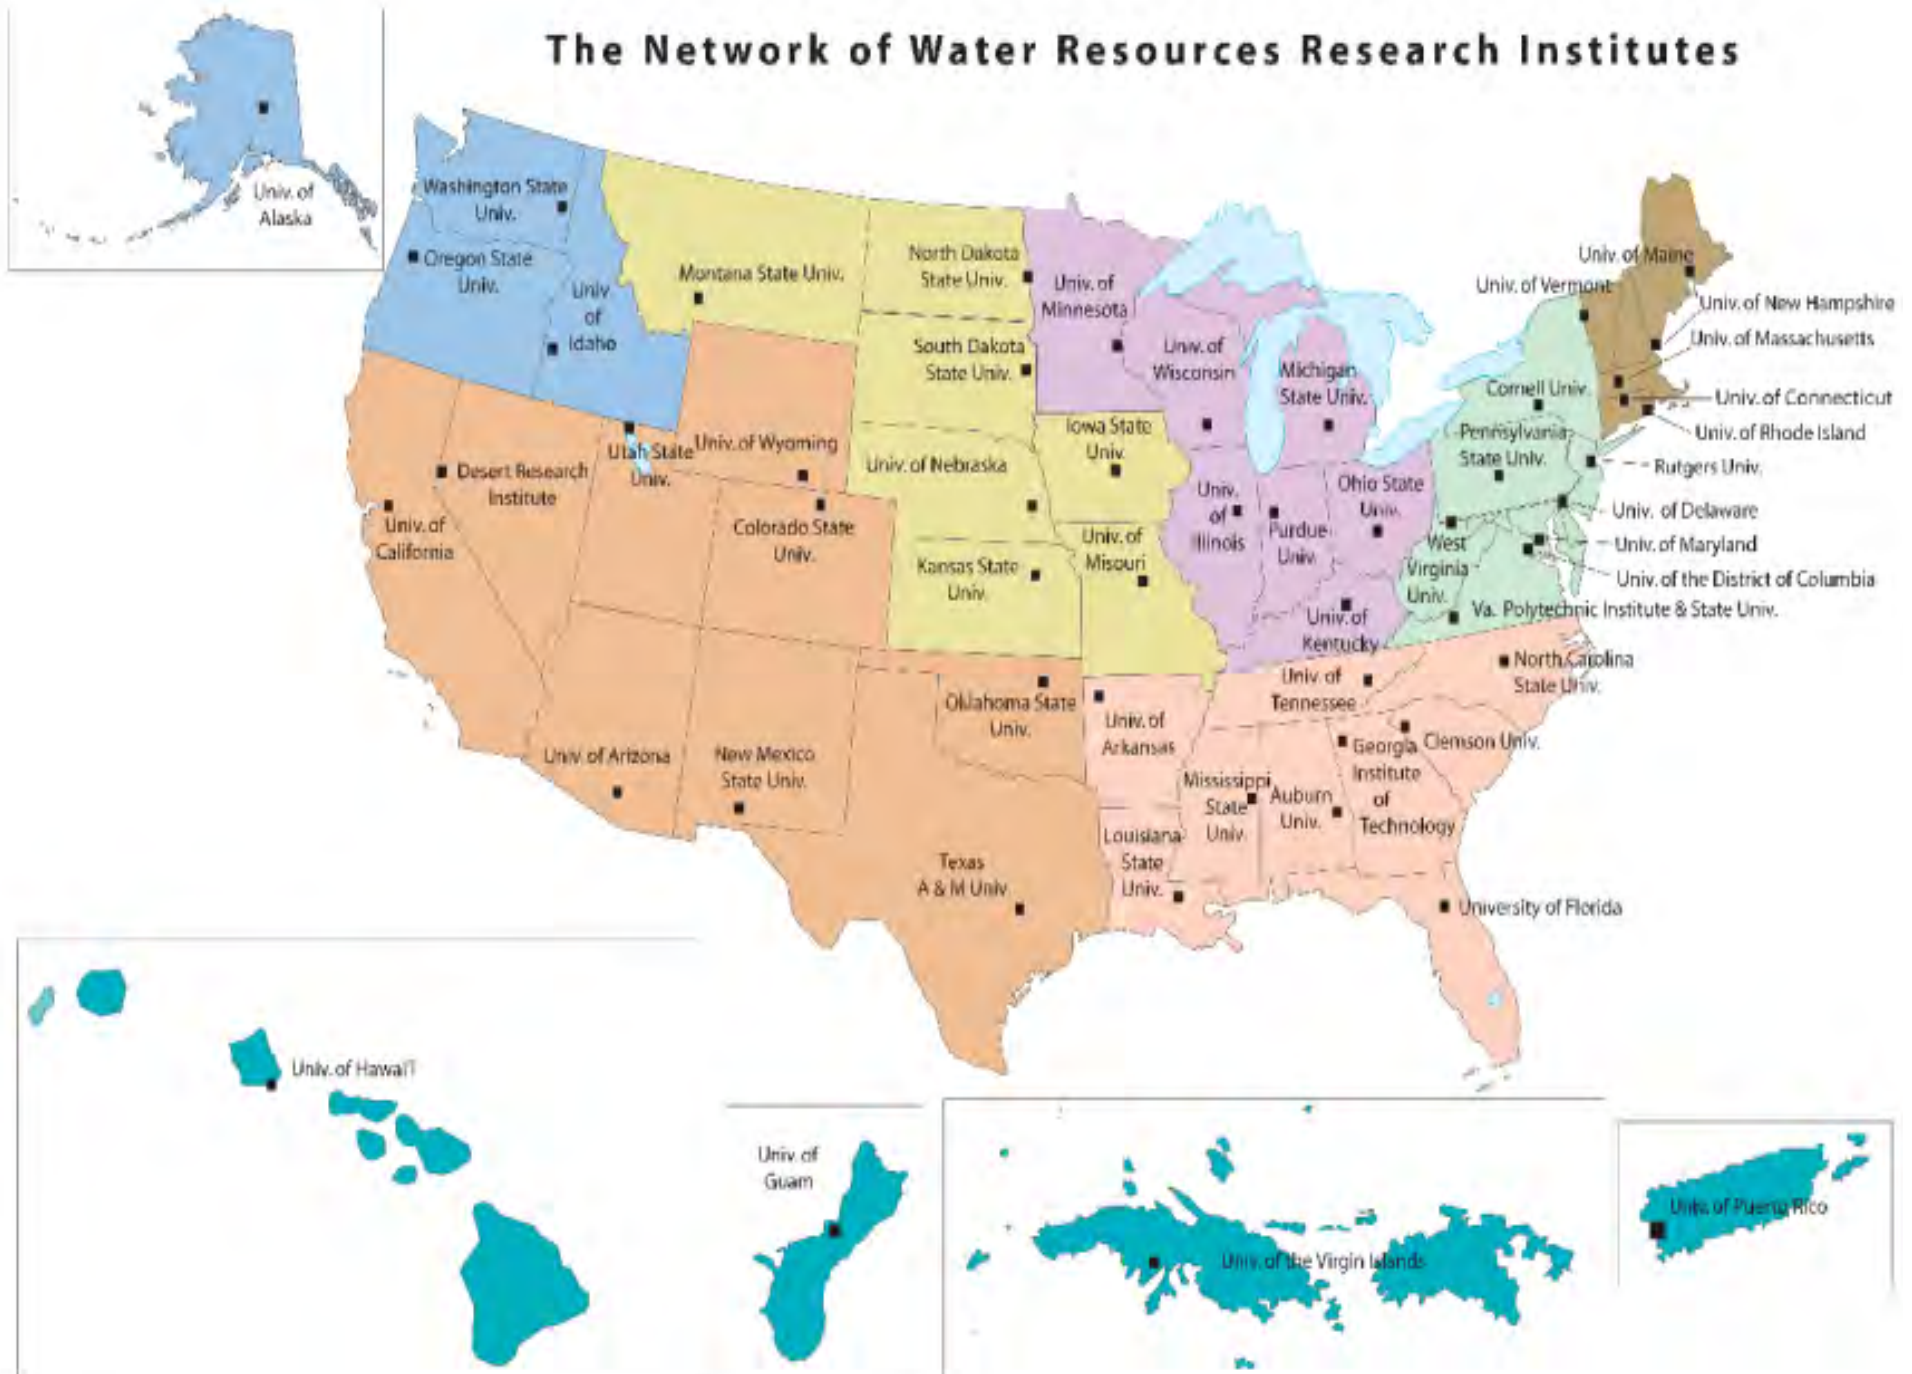 The Network of Water Resources Research Institutes
Univ. of
Alaska
Washington State
Univ.
Oregon State
Univ.
Univ
of
Idaho
Montana State Univ.
North Dakota
State Univ.
South Dakota
State Univ.
Univ. of
Minnesota
Univ. of
Wisconsin
Michigan
State Univ.
Iowa State
Univ.
Univ. of Nebraska
Kansas State
Univ.
Univ. of
Misouri
Univ.
of
Illinois
Purdue
Univ.
Ohio State
Univ.
Univ. of
Kentucky
Univ. of Maine
Univ. of Vermont
Univ. of New Hampshire
Univ. of Massachusetts
Univ. of Connecticut
Univ. of Rhode Island
Cornell Univ.
Pennsylvania
State Univ.
Rutgers Univ.
Univ. of Delaware
Univ. of Maryland
Univ. of the District of Columbia
West
Virginia
Univ.
Va. Polytechnic Institute & State Univ.
Utah State
Univ.
Univ. of Wyoming
Desert Research
Institute
Univ. of
California
Colorado State
Univ.
Univ. of Arizona
New Mexico
State Univ.
Oklahoma State
Univ.
Texas
A & M Univ
Univ. of
Arkansas
Louisiana
State
Univ.
Univ. of
Tennessee
North Carolina
State Univ.
Mississippi
State
Univ.
Auburn
Univ.
Georgia
Institute
of
Technology
Clemson Univ.
University of Florida
Univ. of Hawai'i
Univ. of
Guam
Univ. of the Virgin Islands
Univ. of Puerto Rico